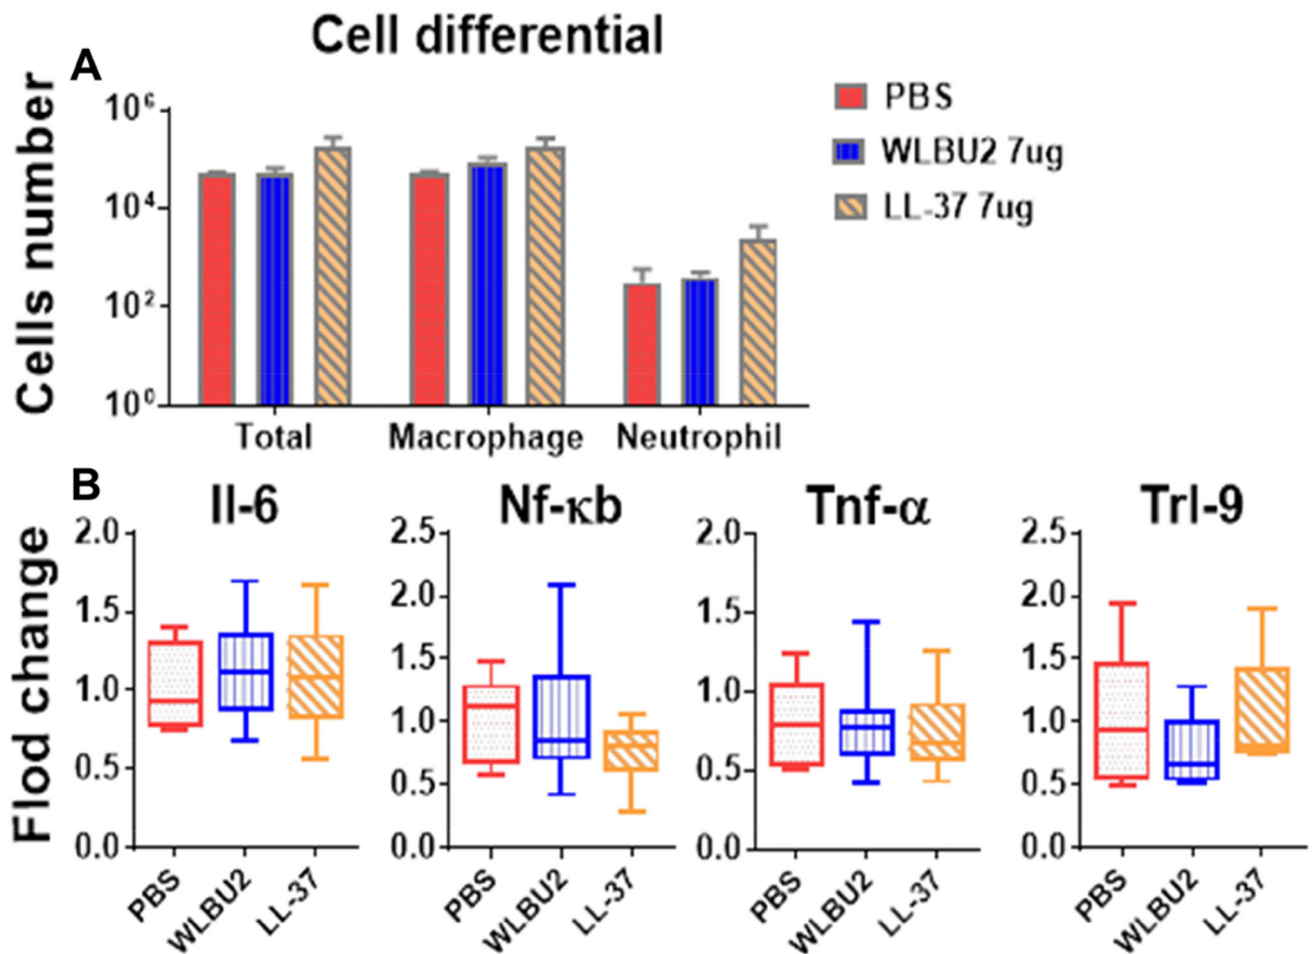 Cell differential
A
Cells number
10⁶
10⁴
10²
10⁰
Total Macrophage Neutrophil
PBS
WLBU2 7ug
LL-37 7ug
B
Flod change
Il-6
2.0
1.5
1.0
0.5
0.0
PBS WLBU2 LL-37
Nf-κb
2.5
2.0
1.5
1.0
0.5
0.0
PBS WLBU2 LL-37
Tnf-α
2.0
1.5
1.0
0.5
0.0
PBS WLBU2 LL-37
Trl-9
2.5
2.0
1.5
1.0
0.5
0.0
PBS WLBU2 LL-37